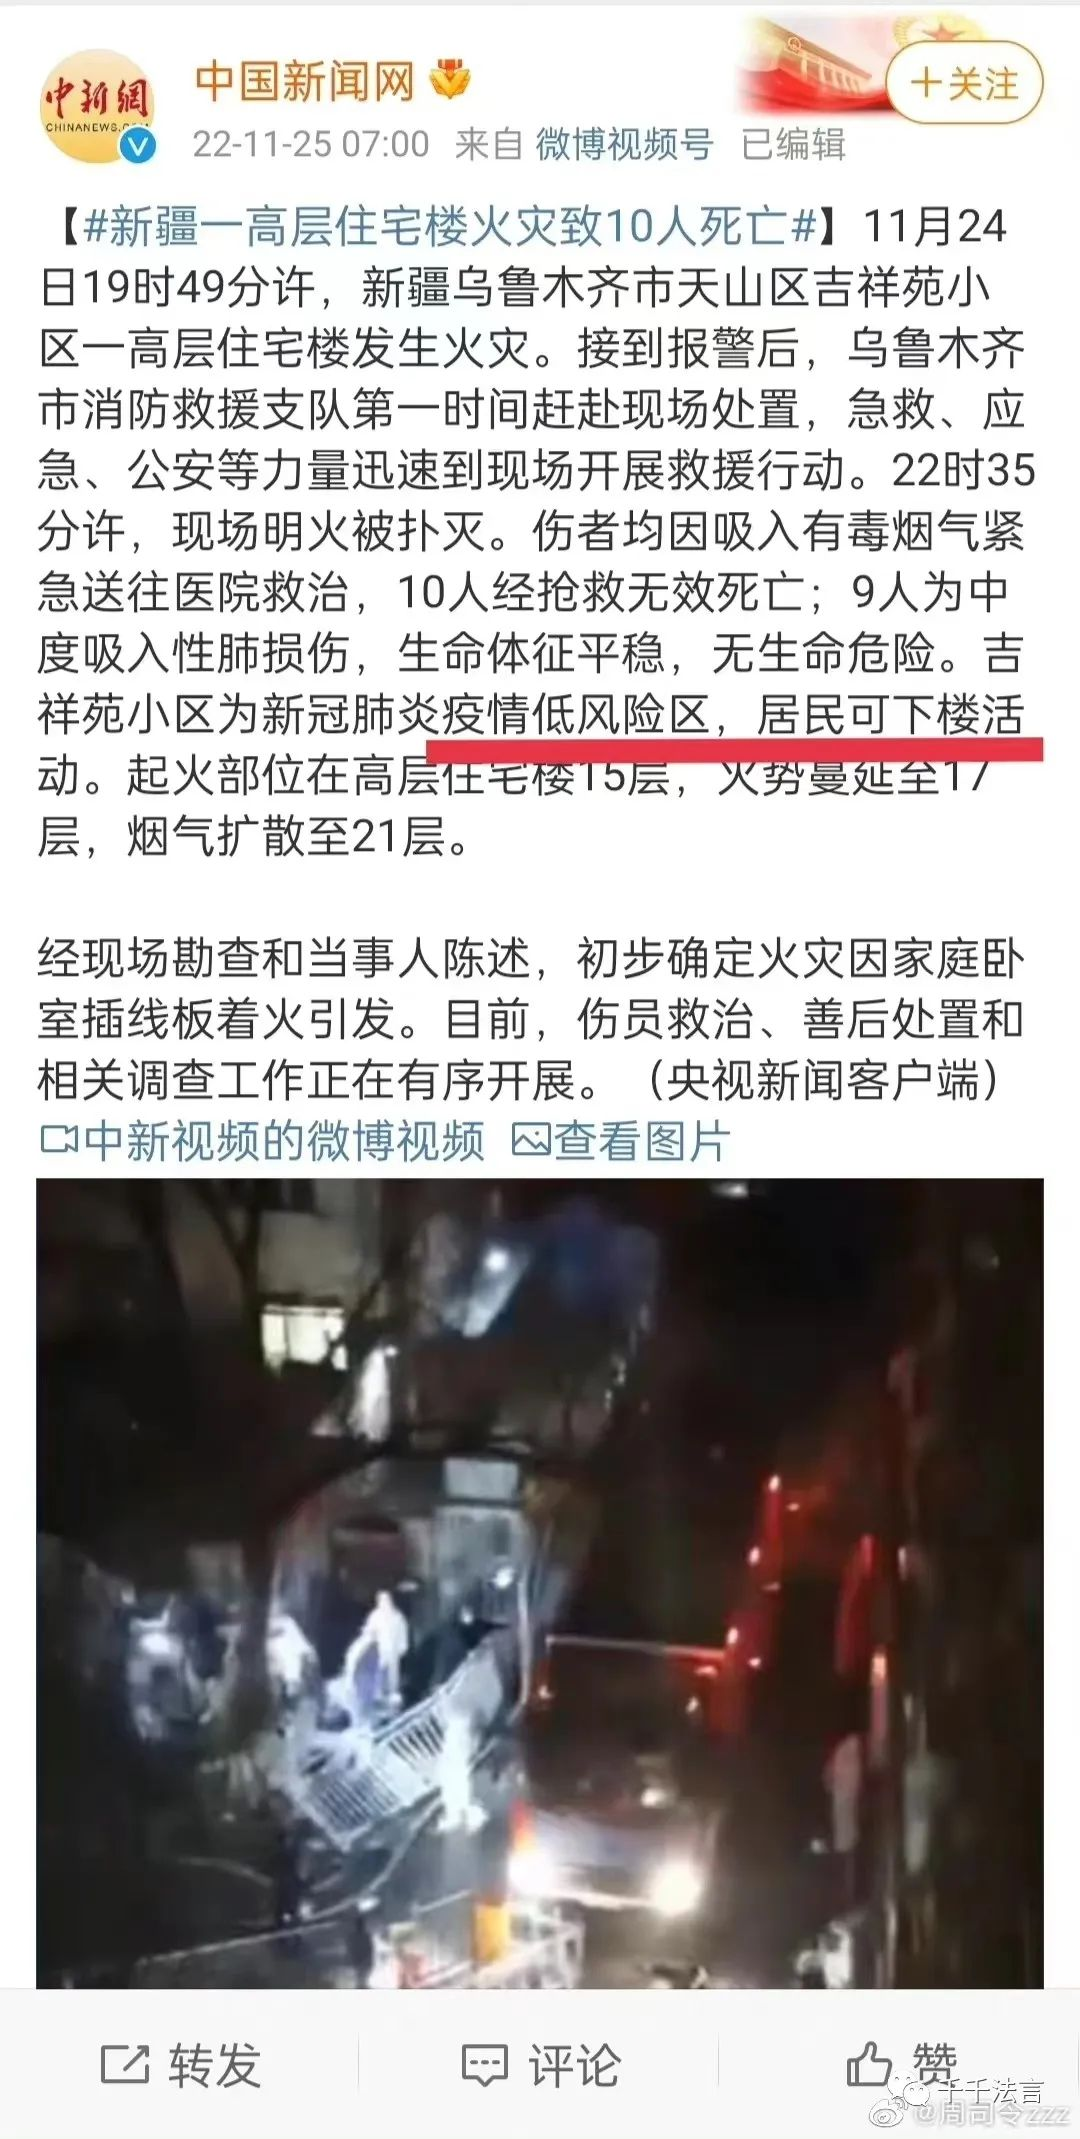 中新網
CHINANEWS.
中国新闻网
+关注
22-11-25 07:00 来自 微博视频号 已编辑
【#新疆一高层住宅楼火灾致10人死亡#】11月24
日19时49分许，新疆乌鲁木齐市天山区吉祥苑小
区一高层住宅楼发生火灾。接到报警后，乌鲁木齐
市消防救援支队第一时间赶赴现场处置，急救、应
急、公安等力量迅速到现场开展救援行动。22时35
分许，现场明火被扑灭。伤者均因吸入有毒烟气紧
急送往医院救治，10人经抢救无效死亡；9人为中
度吸入性肺损伤，生命体征平稳，无生命危险。吉
祥苑小区为新冠肺炎疫情低风险区，居民可下楼活
动。起火部位在高层住宅楼15层，火势蔓延至17
层，烟气扩散至21层。
经现场勘查和当事人陈述，初步确定火灾因家庭卧
室插线板着火引发。目前，伤员救治、善后处置和
相关调查工作正在有序开展。（央视新闻客户端）
中新视频的微博视频 查看图片
转发 评论 赞
千千法言
@周司令zzz